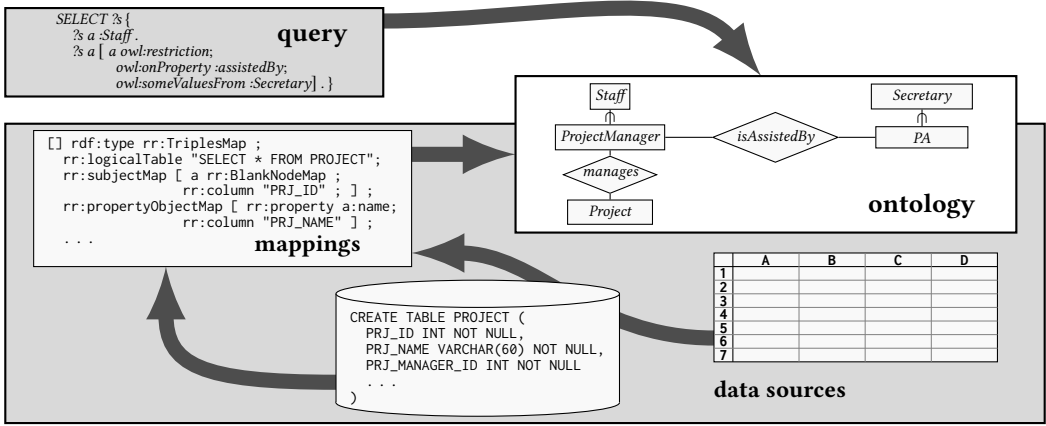 SELECT ?s {
?s a :Staff .
?s a [ a owl:restriction;
owl:onProperty :assistedBy;
owl:someValuesFrom :Secretary] . }
query
Staff
Secretary
ProjectManager
isAssistedBy
PA
manages
Project
ontology
[] rdf:type rr:TriplesMap ;
rr:logicalTable "SELECT * FROM PROJECT";
rr:subjectMap [ a rr:BlankNodeMap ;
rr:column "PRJ_ID" ; ] ;
rr:propertyObjectMap [ rr:property a:name;
rr:column "PRJ_NAME" ] ;
. . .
mappings
CREATE TABLE PROJECT (
PRJ_ID INT NOT NULL,
PRJ_NAME VARCHAR(60) NOT NULL,
PRJ_MANAGER_ID INT NOT NULL
. . .
)
A B C D
1
2
3
4
5
6
7
data sources